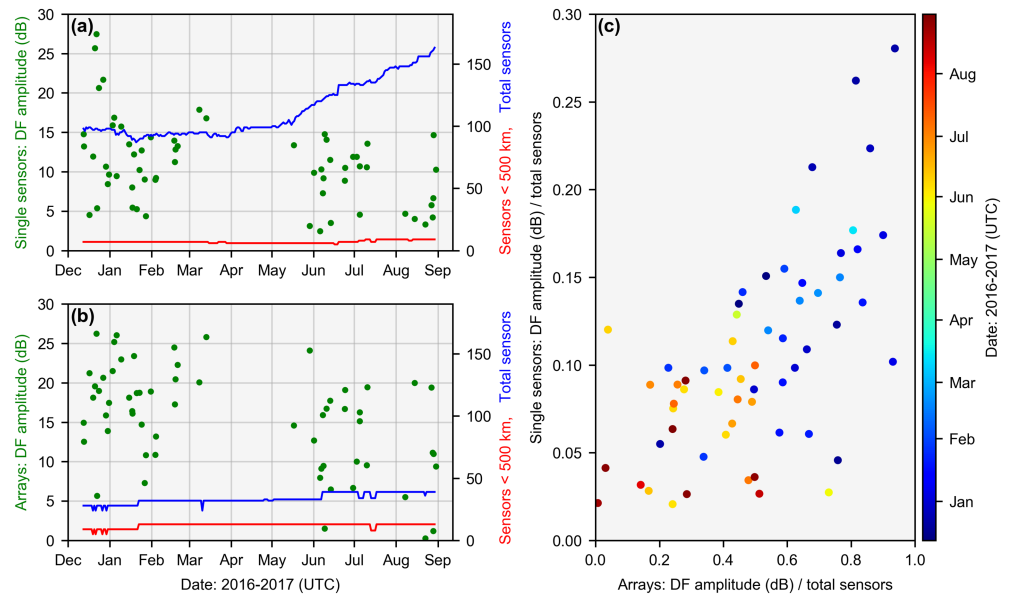 (a)
Single sensors: DF amplitude (dB)
30
25
20
15
10
5
0
150
100
50
0
Sensors < 500 km, Total sensors
Dec Jan Feb Mar Apr May Jun Jul Aug Sep
(b)
Arrays: DF amplitude (dB)
30
25
20
15
10
5
0
150
100
50
0
Sensors < 500 km, Total sensors
Dec Jan Feb Mar Apr May Jun Jul Aug Sep
Date: 2016-2017 (UTC)
(c)
Single sensors: DF amplitude (dB) / total sensors
0.30
0.25
0.20
0.15
0.10
0.05
0.00
0.0 0.2 0.4 0.6 0.8 1.0
Arrays: DF amplitude (dB) / total sensors
Aug
Jul
Jun
May
Apr
Mar
Feb
Jan
Date: 2016-2017 (UTC)